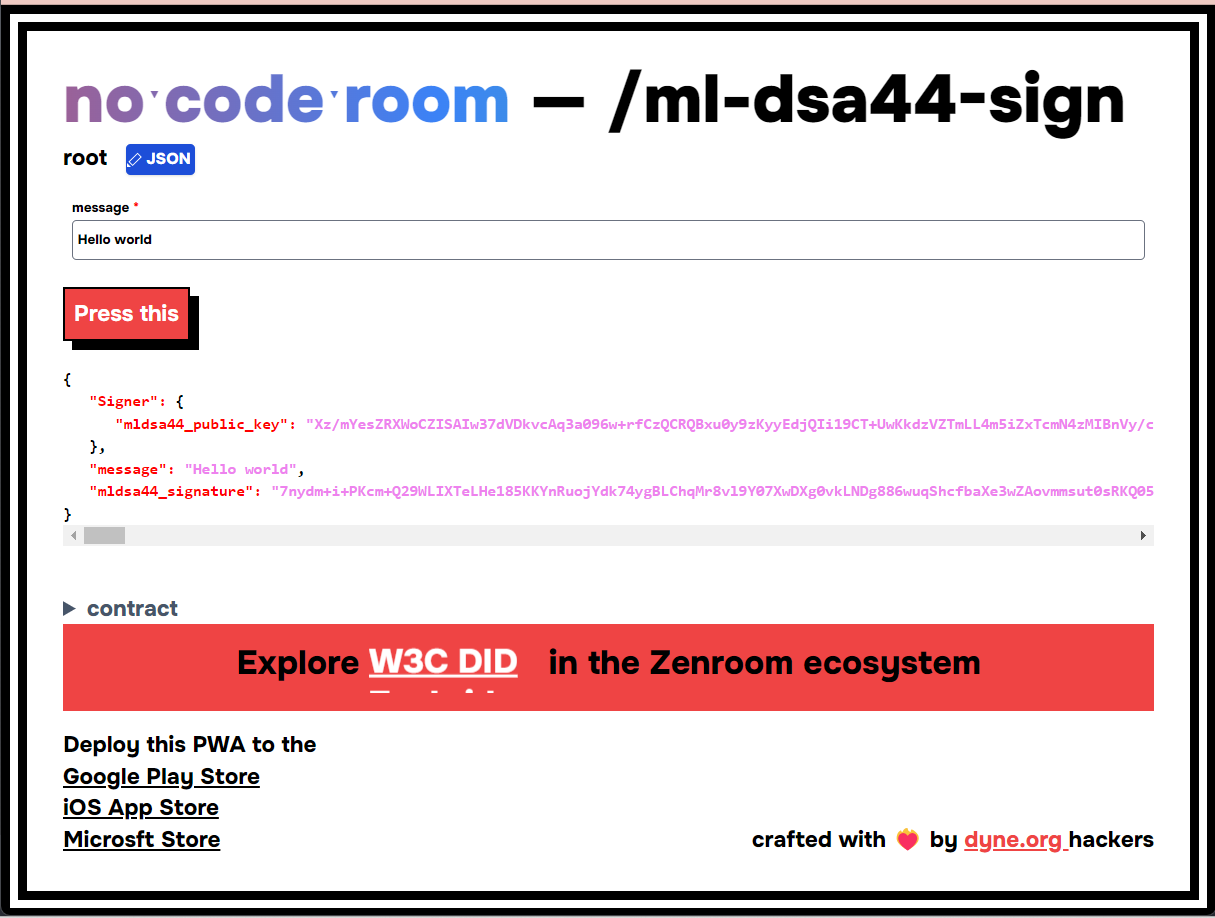 no·code·room — /ml-dsa44-sign
root JSON
message *
Hello world
Press this
{
"Signer": {
"mldsa44_public_key": "Xz/mYesZRXWoCZISAIw37dVDkvcAq3a096w+rfCzQCRQBxu0y9zKyyEdjQIi19CT+UwKkdzVZTmLL4m5iZxTcmN4zMIBnVy/c
},
"message": "Hello world",
"mldsa44_signature": "7nydm+i+PKcm+Q29WLIXTeLHe185KKYnRuojYdk74ygBLChqMr8vl9Y07XwDXg0vkLNDg886wuqShcfbaXe3wZAovmmsut0sRKQ05
}
contract
Explore W3C DID in the Zenroom ecosystem
Deploy this PWA to the
Google Play Store
iOS App Store
Microsft Store
crafted with ❤️ by dyne.org hackers